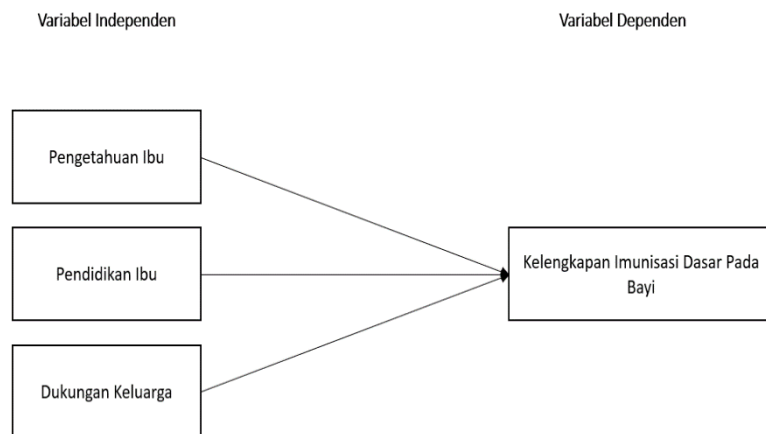 Variabel Independen
Variabel Dependen
Pengetahuan Ibu
Pendidikan Ibu
Kelengkapan Imunisasi Dasar Pada
Bayi
Dukungan Keluarga